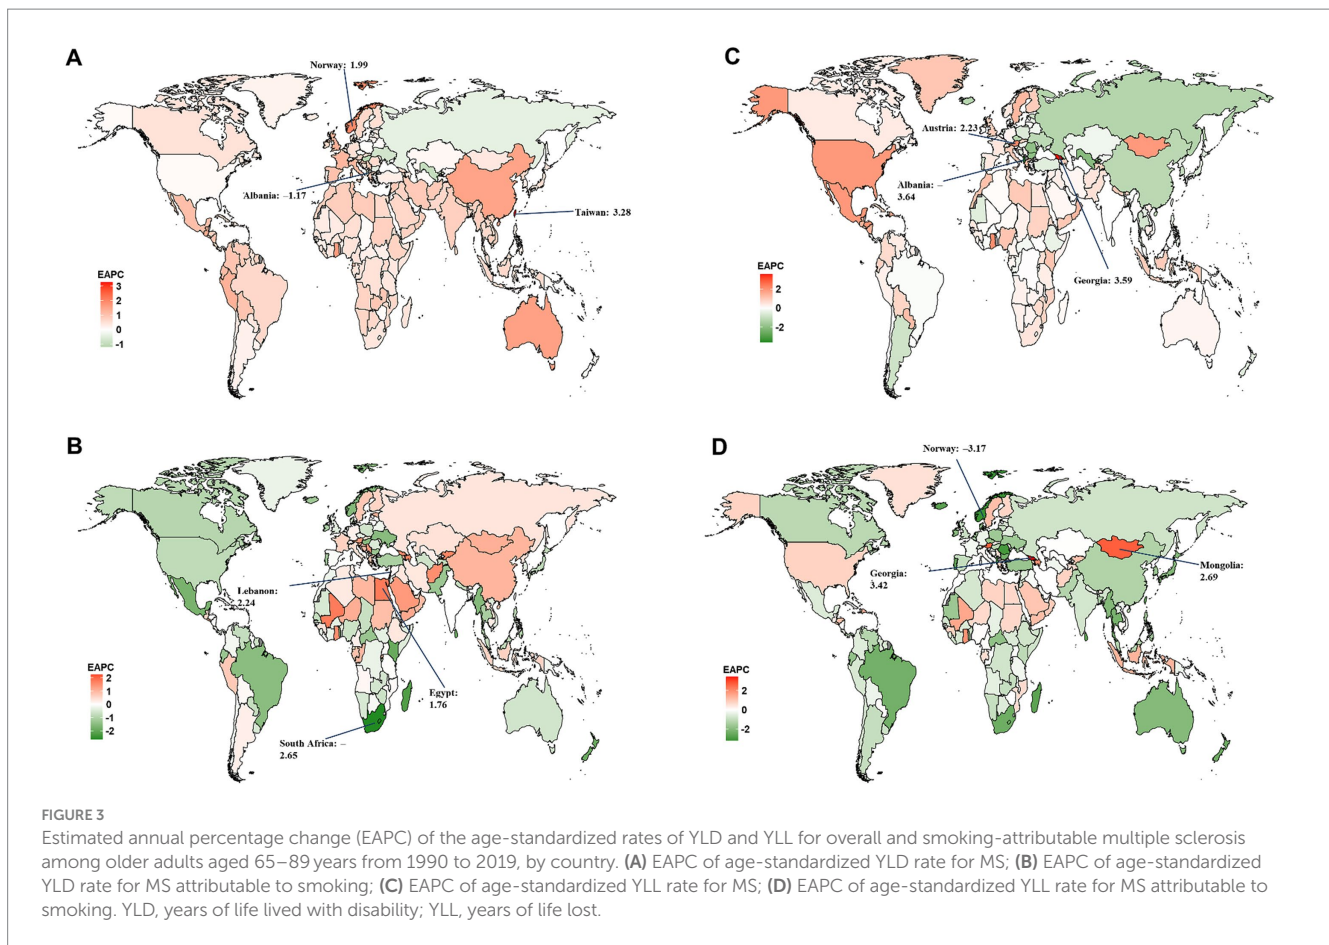 A
Norway: 1.99
Albania: –1.17
Taiwan: 3.28
EAPC
3
2
1
0
-1
C
Austria: 2.23
Albania: –
3.64
Georgia: 3.59
EAPC
2
0
-2
B
Lebanon:
2.24
Egypt:
1.76
South Africa: –
2.65
EAPC
2
1
0
-1
-2
D
Norway: –3.17
Georgia:
3.42
Mongolia:
2.69
EAPC
2
0
-2
FIGURE 3
Estimated annual percentage change (EAPC) of the age-standardized rates of YLD and YLL for overall and smoking-attributable multiple sclerosis
among older adults aged 65–89 years from 1990 to 2019, by country. (A) EAPC of age-standardized YLD rate for MS; (B) EAPC of age-standardized
YLD rate for MS attributable to smoking; (C) EAPC of age-standardized YLL rate for MS; (D) EAPC of age-standardized YLL rate for MS attributable to
smoking. YLD, years of life lived with disability; YLL, years of life lost.